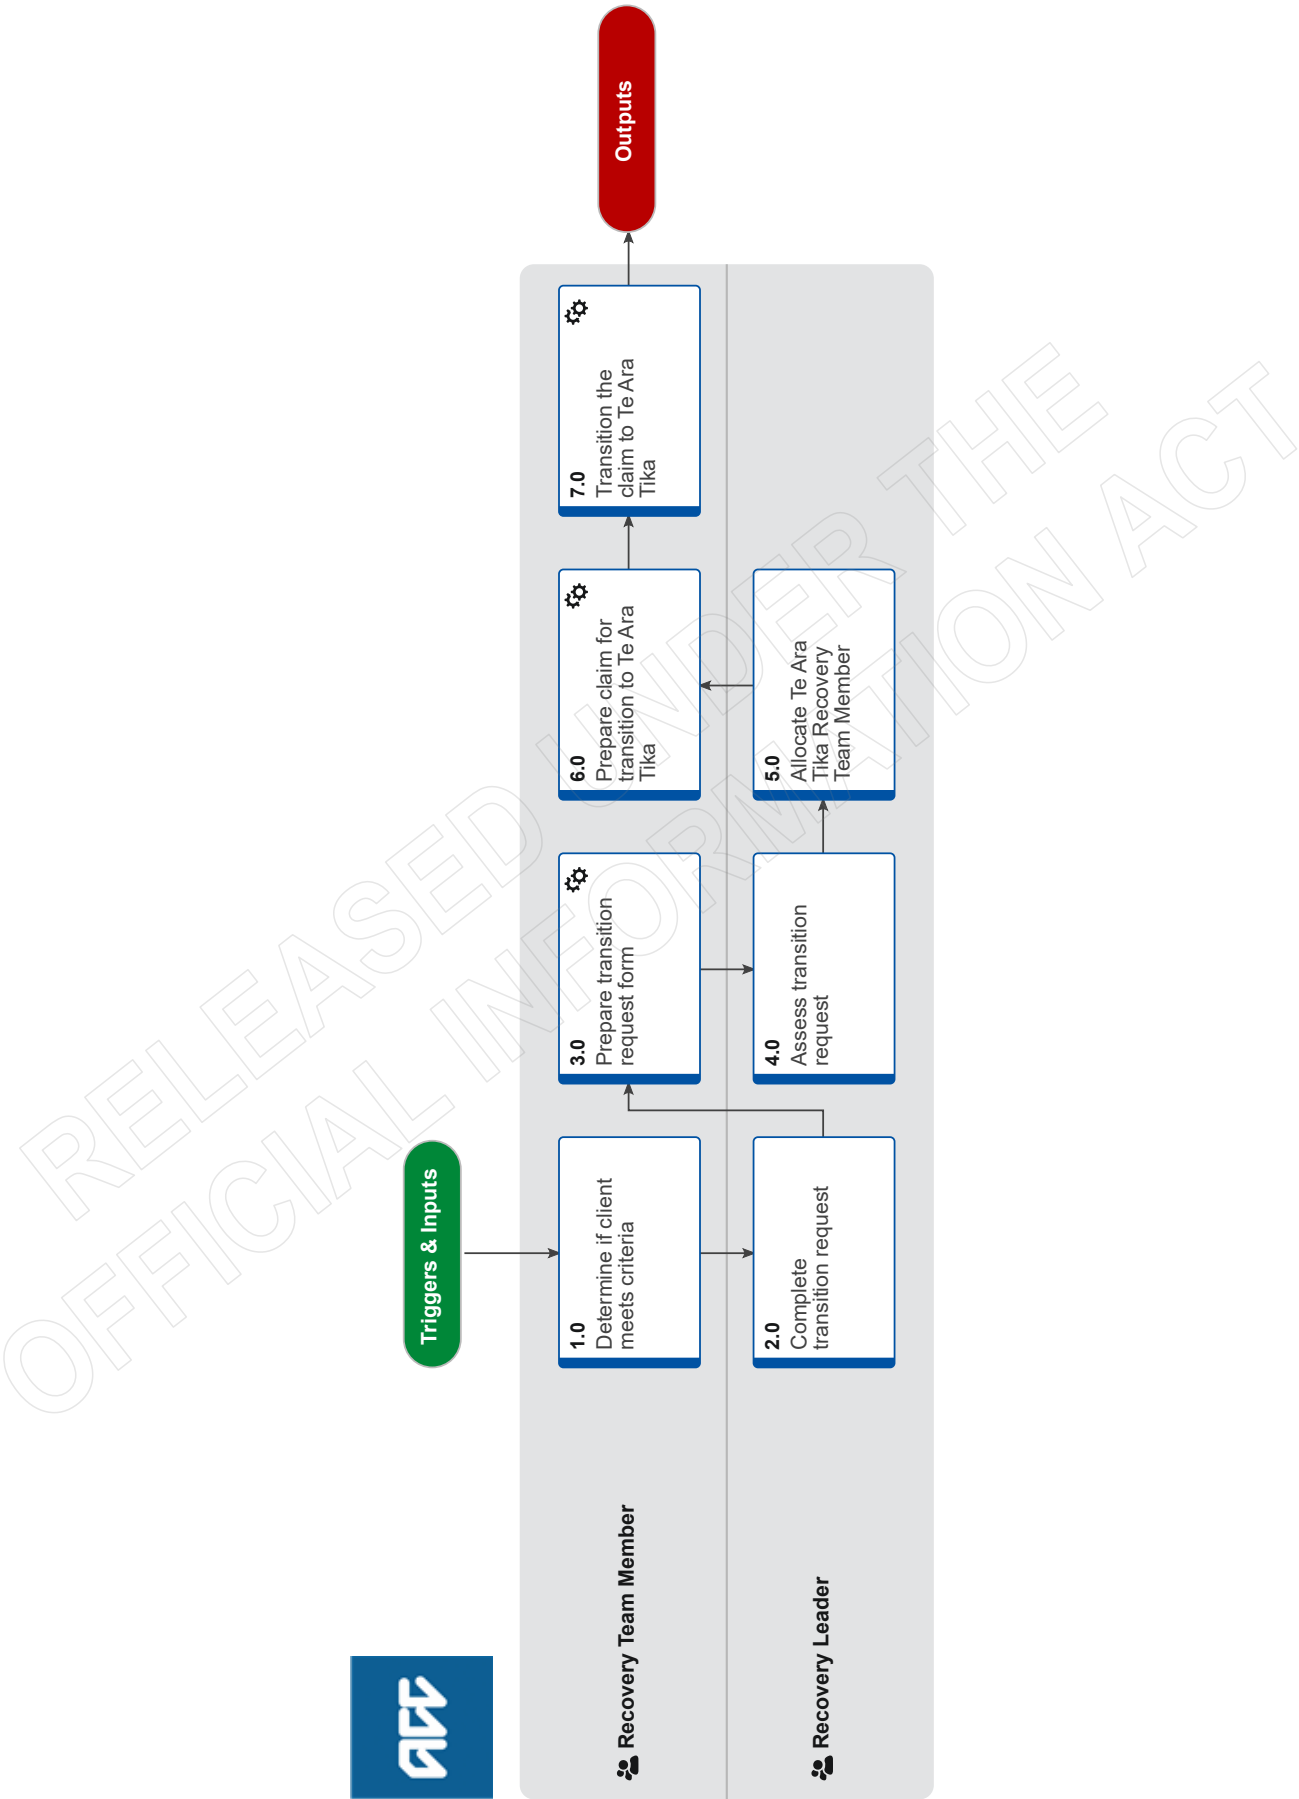 ACC
Triggers & Inputs
Outputs
Recovery Team Member
1.0
Determine if client
meets criteria
3.0
Prepare transition
request form
6.0
Prepare claim for
transition to Te Ara
Tika
7.0
Transition the
claim to Te Ara
Tika
Recovery Leader
2.0
Complete
transition request
4.0
Assess transition
request
5.0
Allocate Te Ara
Tika Recovery
Team Member
RELEASED UNDER THE
OFFICIAL INFORMATION ACT